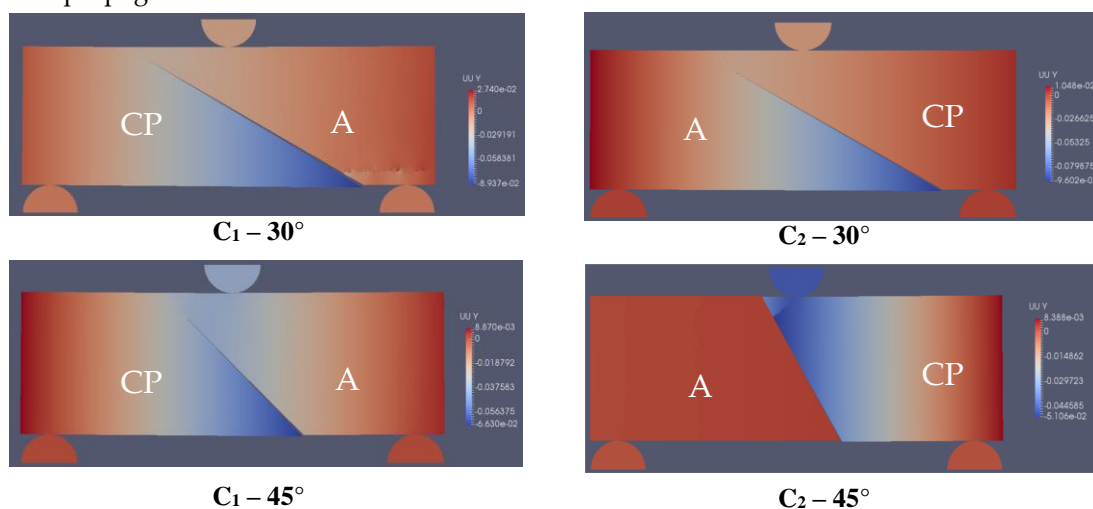 UU Y
2.740e-02
0
-0.029191
-0.058381
-8.937e-02
CP
A
C1 – 30°
UU Y
1.048e-02
0
-0.026625
-0.05325
-0.079875
-9.602e-02
A
CP
C2 – 30°
UU Y
8.870e-03
0
-0.018792
-0.037583
-0.056375
-6.630e-02
CP
A
C1 – 45°
UU Y
8.388e-03
0
-0.014862
-0.029723
-0.044585
-5.106e-02
A
CP
C2 – 45°